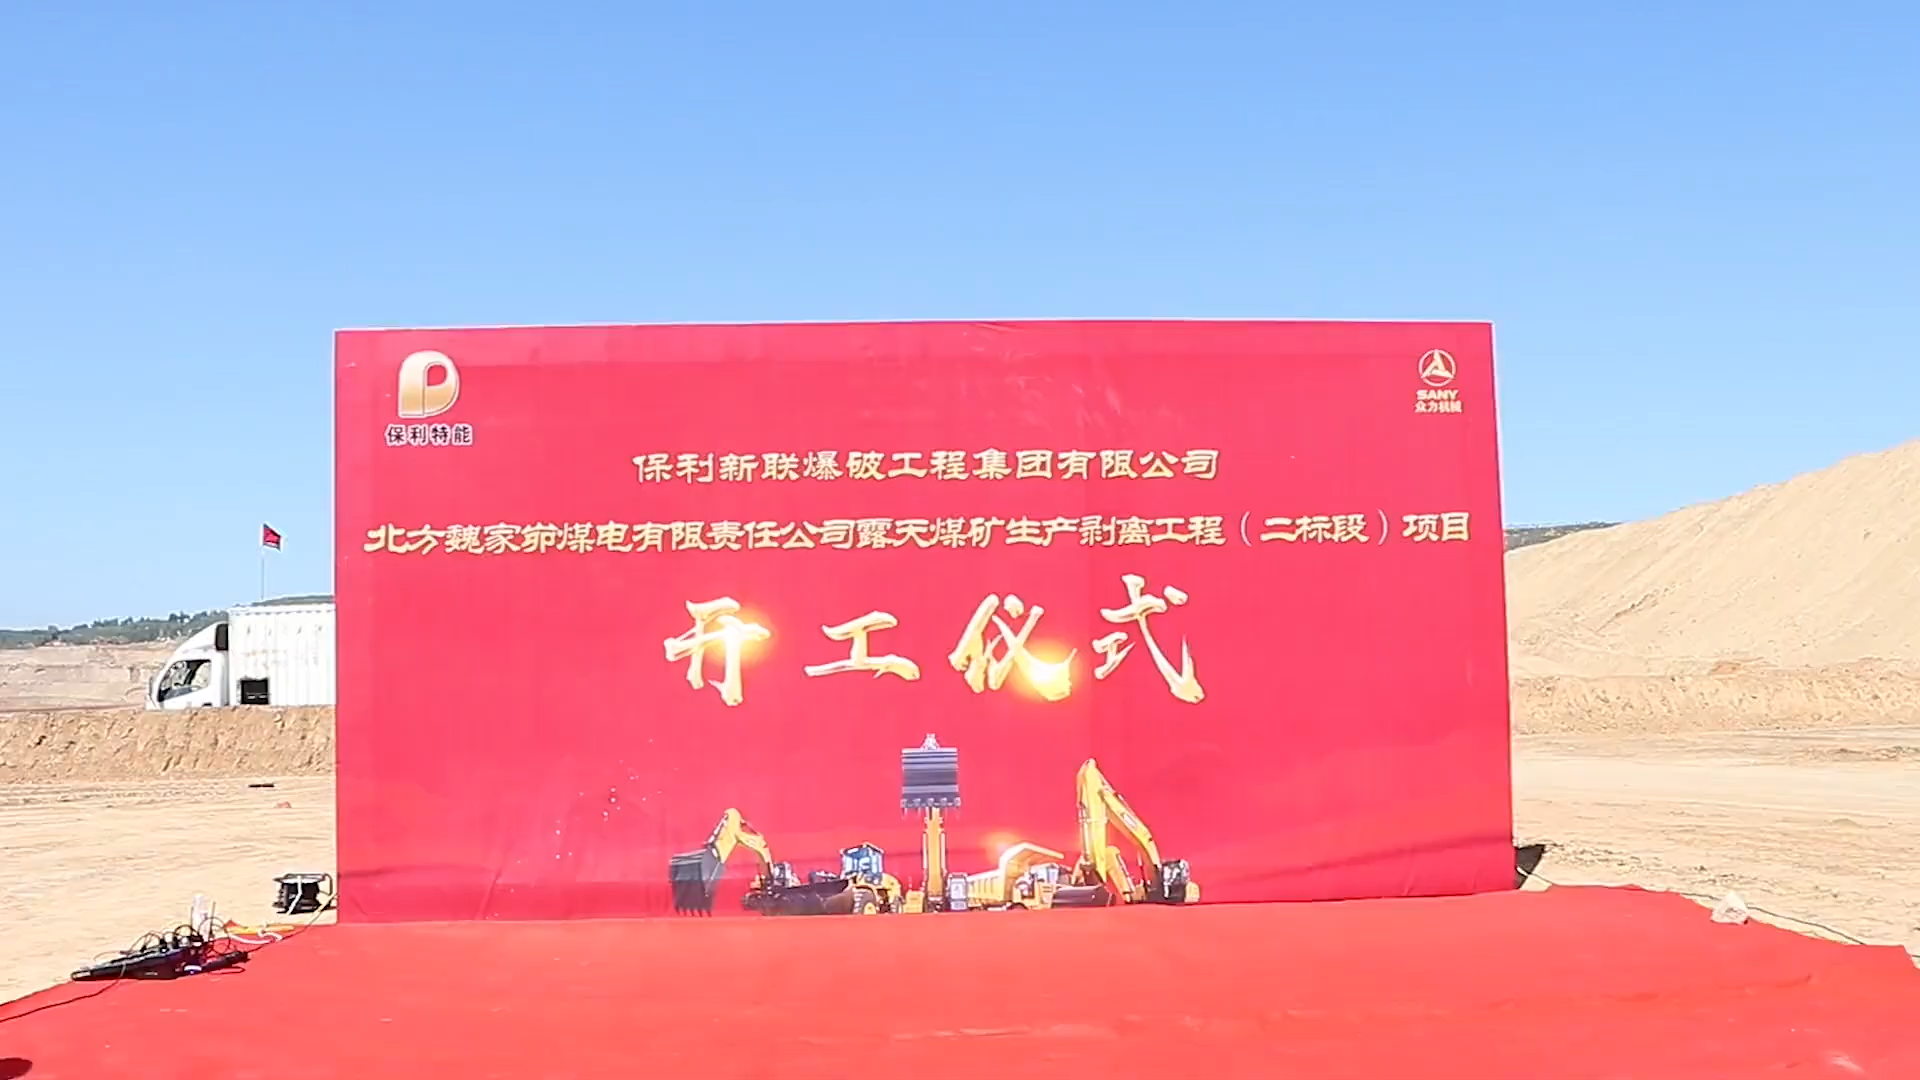 保利特能
SANY
众力机械
保利新联爆破工程集团有限公司
北方魏家峁煤电有限责任公司露天煤矿生产剥离工程（二标段）项目
开工仪式